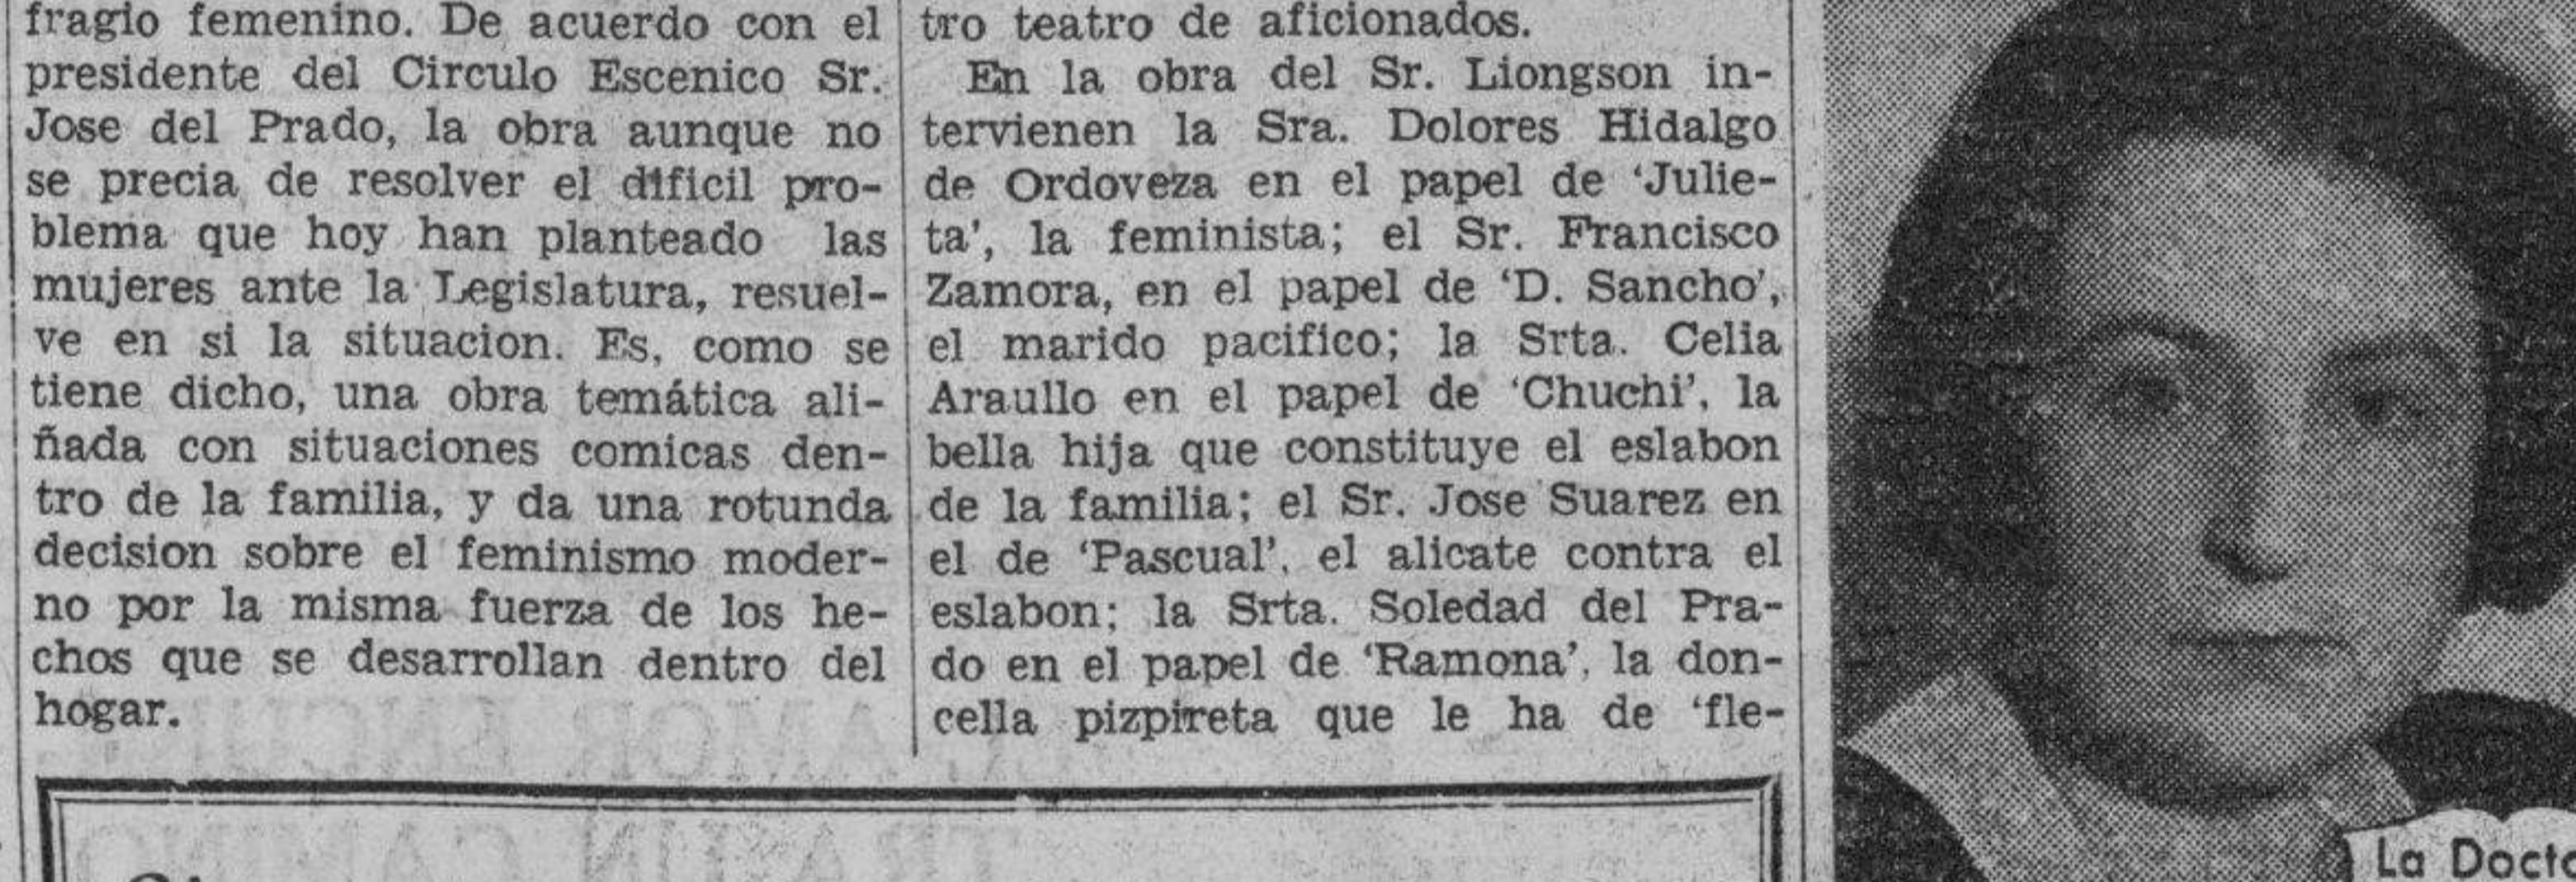 fragio femenino. De acuerdo con el
presidente del Circulo Escenico Sr.
Jose del Prado, la obra aunque no
se precia de resolver el dificil pro-
blema que hoy han planteado las
mujeres ante la Legislatura, resuel-
ve en si la situacion. Es, como se
tiene dicho, una obra temática ali-
ñada con situaciones comicas den-
tro de la familia, y da una rotunda
decision sobre el feminismo moder-
no por la misma fuerza de los he-
chos que se desarrollan dentro del
hogar.
tro teatro de aficionados.
En la obra del Sr. Liongson in-
tervienen la Sra. Dolores Hidalgo
de Ordoveza en el papel de ‘Julie-
ta’, la feminista; el Sr. Francisco
Zamora, en el papel de ‘D. Sancho’,
el marido pacifico; la Srta. Celia
Araullo en el papel de ‘Chuchi’, la
bella hija que constituye el eslabon
de la familia; el Sr. Jose Suarez en
el de ‘Pascual’, el alicate contra el
eslabon; la Srta. Soledad del Pra-
do en el papel de ‘Ramona’, la don-
cella pizpireta que le ha de ‘fle-
La